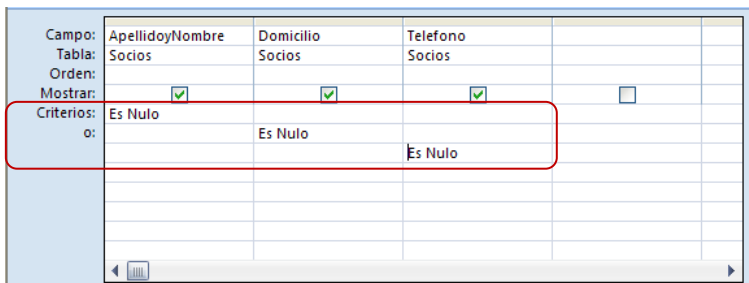 Campo: ApellidoyNombre Domicilio Telefono
Tabla: Socios Socios Socios
Orden:
Mostrar:
Criterios: Es Nulo
o: Es Nulo
Es Nulo